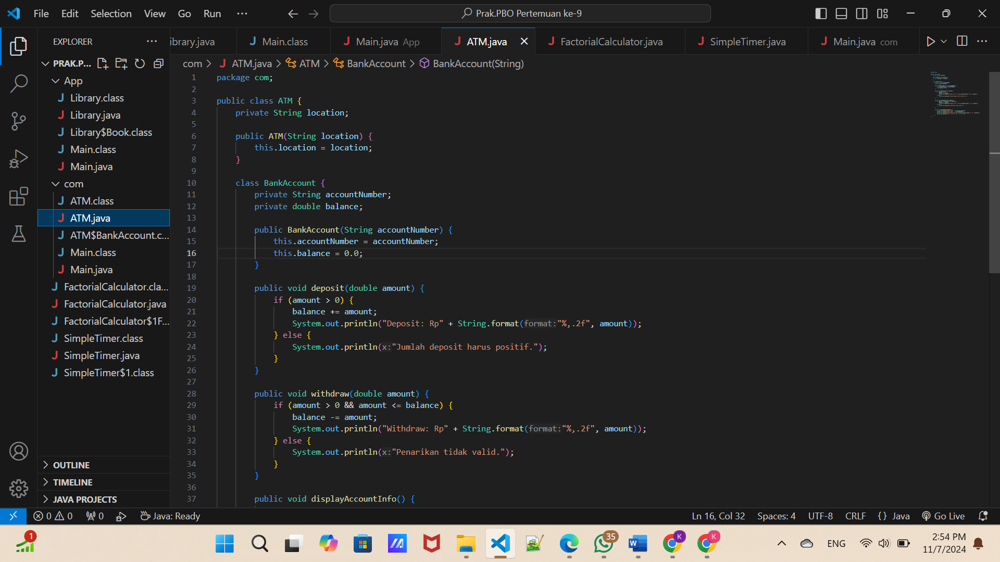 File Edit Selection View Go Run ··· Prak.PBO Pertemuan ke-9
EXPLORER ···
ibrary.java Main.class Main.java App ATM.java FactorialCalculator.java SimpleTimer.java Main.java com
PRAK.P...
com > ATM.java > ATM > BankAccount > BankAccount(String)
App
Library.class
Library.java
Library$Book.class
Main.class
Main.java
com
ATM.class
ATM.java
ATM$BankAccount.c...
Main.class
Main.java
FactorialCalculator.cla...
FactorialCalculator.java
FactorialCalculator$1F...
SimpleTimer.class
SimpleTimer.java
SimpleTimer$1.class
OUTLINE
TIMELINE
JAVA PROJECTS
1 package com;
2
3 public class ATM {
4 private String location;
5
6 public ATM(String location) {
7 this.location = location;
8 }
9
10 class BankAccount {
11 private String accountNumber;
12 private double balance;
13
14 public BankAccount(String accountNumber) {
15 this.accountNumber = accountNumber;
16 this.balance = 0.0;
17 }
18
19 public void deposit(double amount) {
20 if (amount > 0) {
21 balance += amount;
22 System.out.println("Deposit: Rp" + String.format(format:"%,.2f", amount));
23 } else {
24 System.out.println(x:"Jumlah deposit harus positif.");
25 }
26 }
27
28 public void withdraw(double amount) {
29 if (amount > 0 && amount <= balance) {
30 balance -= amount;
31 System.out.println("Withdraw: Rp" + String.format(format:"%,.2f", amount));
32 } else {
33 System.out.println(x:"Penarikan tidak valid.");
34 }
35 }
36
37 public void displayAccountInfo() {
0 0 0 Java: Ready Ln 16, Col 32 Spaces: 4 UTF-8 CRLF {} Java Go Live
1 35 K K ENG 2:54 PM
11/7/2024